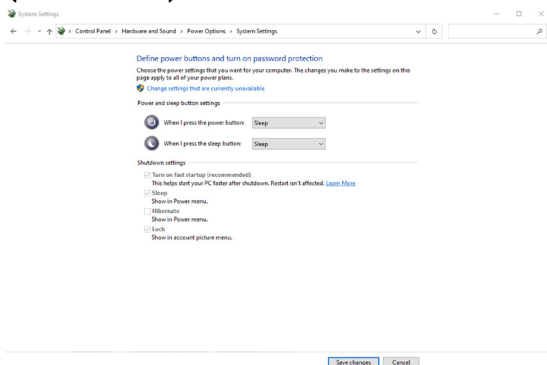 System Settings
Control Panel > Hardware and Sound > Power Options > System Settings
Define power buttons and turn on password protection
Choose the power settings that you want for your computer. The changes you make to the settings on this
page apply to all of your power plans.
Change settings that are currently unavailable
Power and sleep button settings
When I press the power button: Sleep
When I press the sleep button: Sleep
Shutdown settings
Turn on fast startup (recommended)
This helps start your PC faster after shutdown. Restart isn't affected. Learn More
Sleep
Show in Power menu.
Hibernate
Show in Power menu.
Lock
Show in account picture menu.
Save changes Cancel